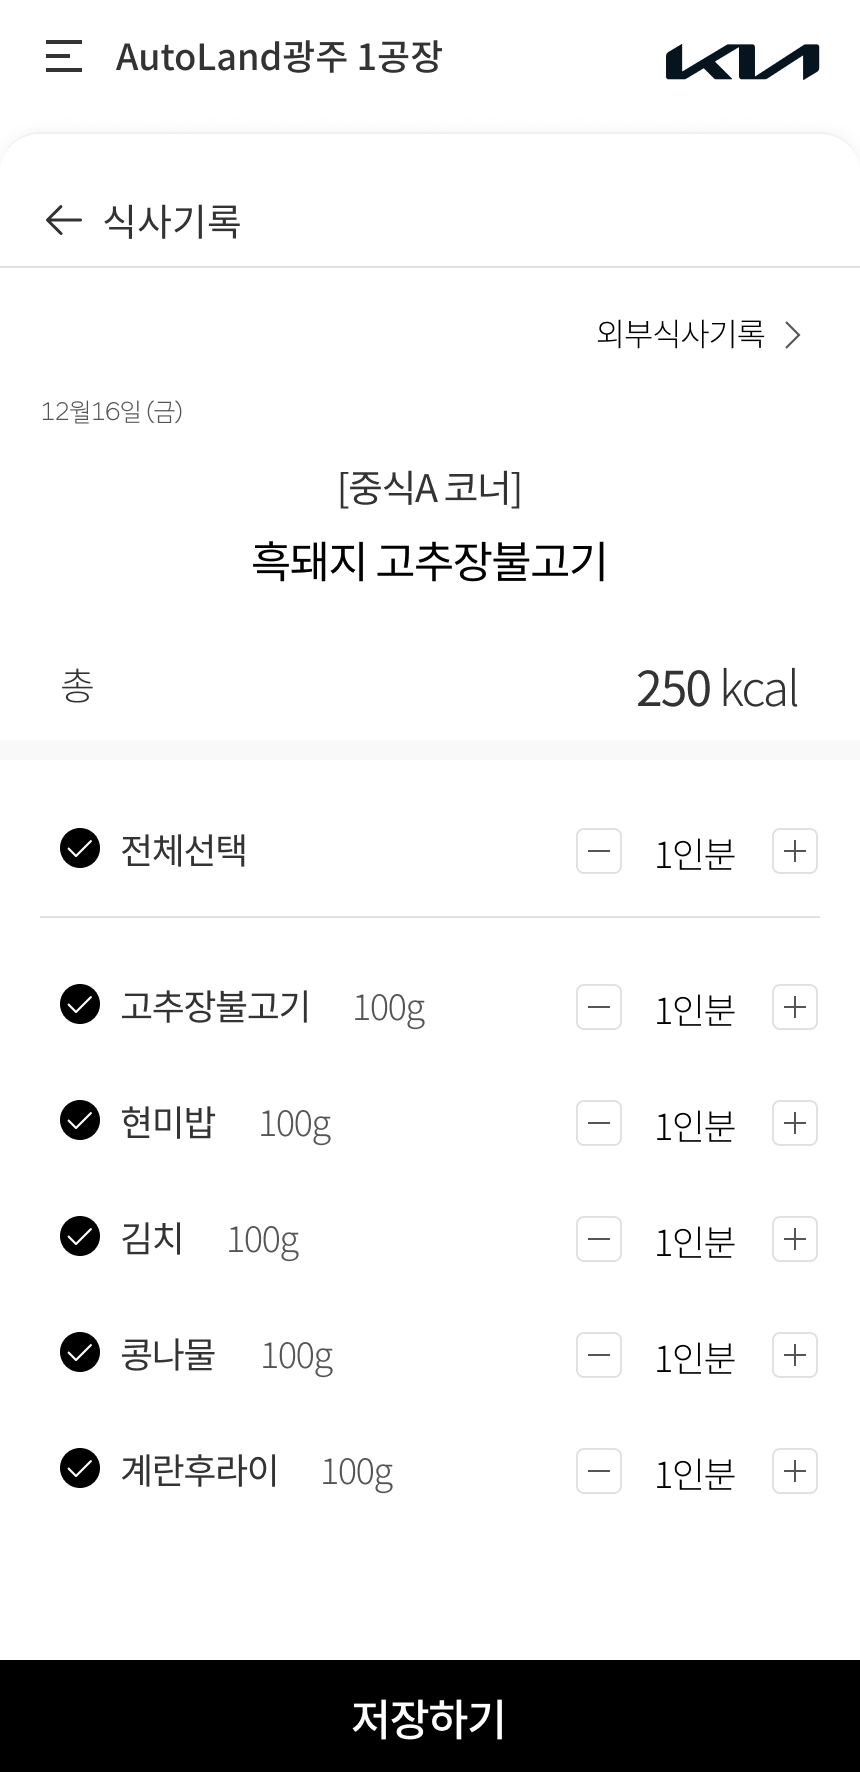 AutoLand광주 1공장
KIA
식사기록
외부식사기록
12월16일 (금)
[중식A 코너]
흑돼지 고추장불고기
총 250 kcal
전체선택 1인분
고추장불고기 100g 1인분
현미밥 100g 1인분
김치 100g 1인분
콩나물 100g 1인분
계란후라이 100g 1인분
저장하기